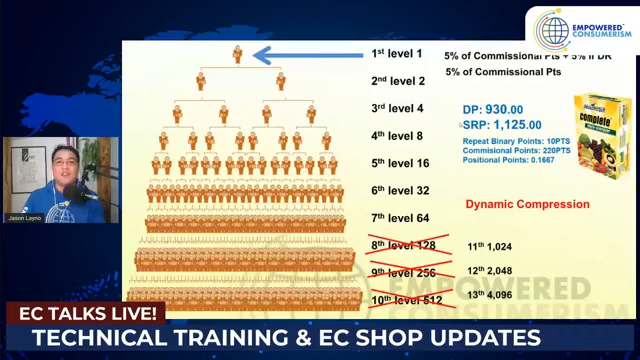 EMPOWERED
CONSUMERISM
1st level 1
5% of Commissional Pts + 5% if DR
2nd level 2
5% of Commissional Pts
3rd level 4
4th level 8
5th level 16
6th level 32
7th level 64
8th level 128
9th level 256
10th level 512
DP: 930.00
SRP: 1,125.00
Repeat Binary Points: 10PTS
Commisional Points: 220PTS
Positional Points: 0.1667
complete
Dynamic Compression
11th 1,024
12th 2,048
13th 4,096
Jason Layno
EMPOWERED
CONSUMERISM
EC TALKS LIVE!
TECHNICAL TRAINING & EC SHOP UPDATES